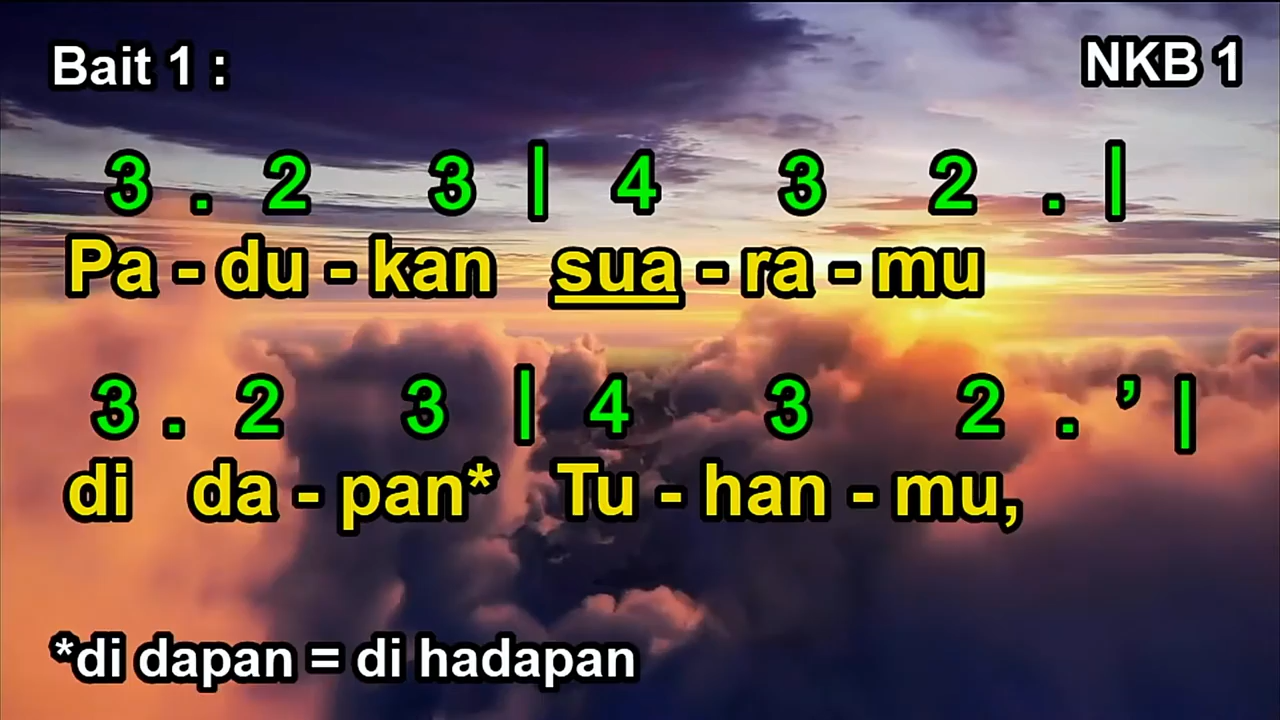 Bait 1 : NKB 1
3 . 2 3 | 4 3 2 . |
Pa - du - kan sua - ra - mu
3 . 2 3 | 4 3 2 . ’ |
di da - pan* Tu - han - mu,
*di dapan = di hadapan